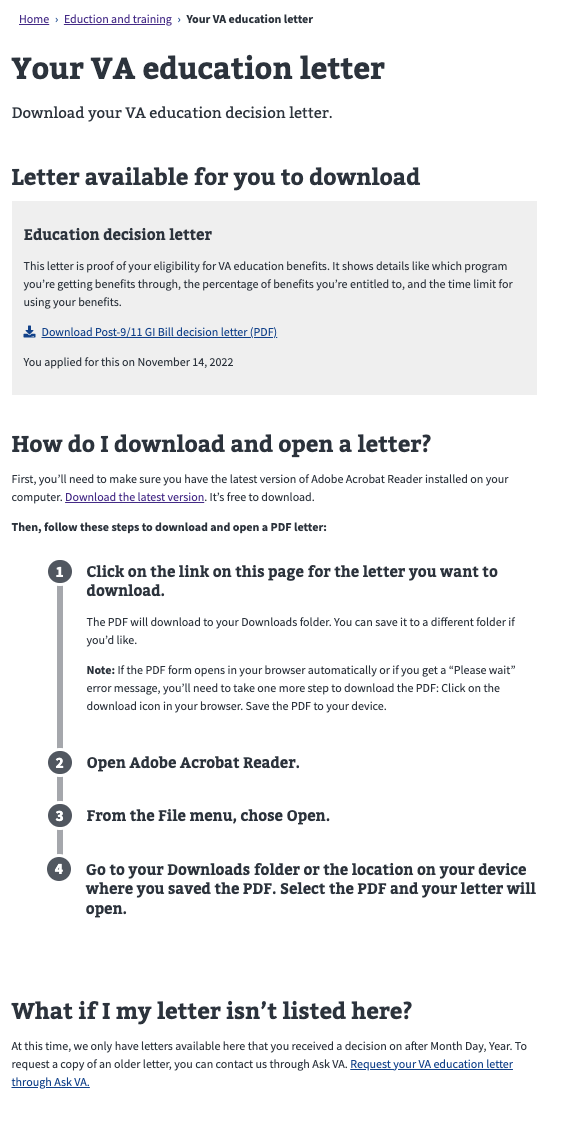 Home › Eduction and training › Your VA education letter
Your VA education letter
Download your VA education decision letter.
Letter available for you to download
Education decision letter
This letter is proof of your eligibility for VA education benefits. It shows details like which program
you’re getting benefits through, the percentage of benefits you’re entitled to, and the time limit for
using your benefits.
Download Post-9/11 GI Bill decision letter (PDF)
You applied for this on November 14, 2022
How do I download and open a letter?
First, you’ll need to make sure you have the latest version of Adobe Acrobat Reader installed on your
computer. Download the latest version. It’s free to download.
Then, follow these steps to download and open a PDF letter:
1 Click on the link on this page for the letter you want to
download.
The PDF will download to your Downloads folder. You can save it to a different folder if
you’d like.
Note: If the PDF form opens in your browser automatically or if you get a “Please wait”
error message, you’ll need to take one more step to download the PDF: Click on the
download icon in your browser. Save the PDF to your device.
2 Open Adobe Acrobat Reader.
3 From the File menu, chose Open.
4 Go to your Downloads folder or the location on your device
where you saved the PDF. Select the PDF and your letter will
open.
What if I my letter isn’t listed here?
At this time, we only have letters available here that you received a decision on after Month Day, Year. To
request a copy of an older letter, you can contact us through Ask VA. Request your VA education letter
through Ask VA.